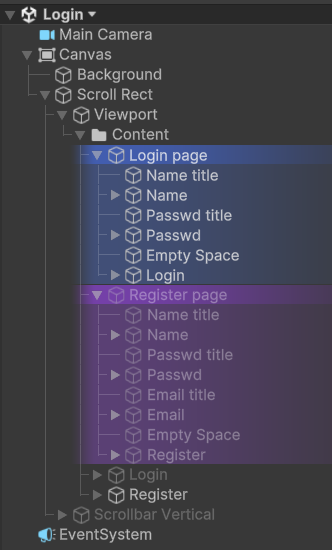 Login
Main Camera
Canvas
Background
Scroll Rect
Viewport
Content
Login page
Name title
Name
Passwd title
Passwd
Empty Space
Login
Register page
Name title
Name
Passwd title
Passwd
Email title
Email
Empty Space
Register
Login
Register
Scrollbar Vertical
EventSystem